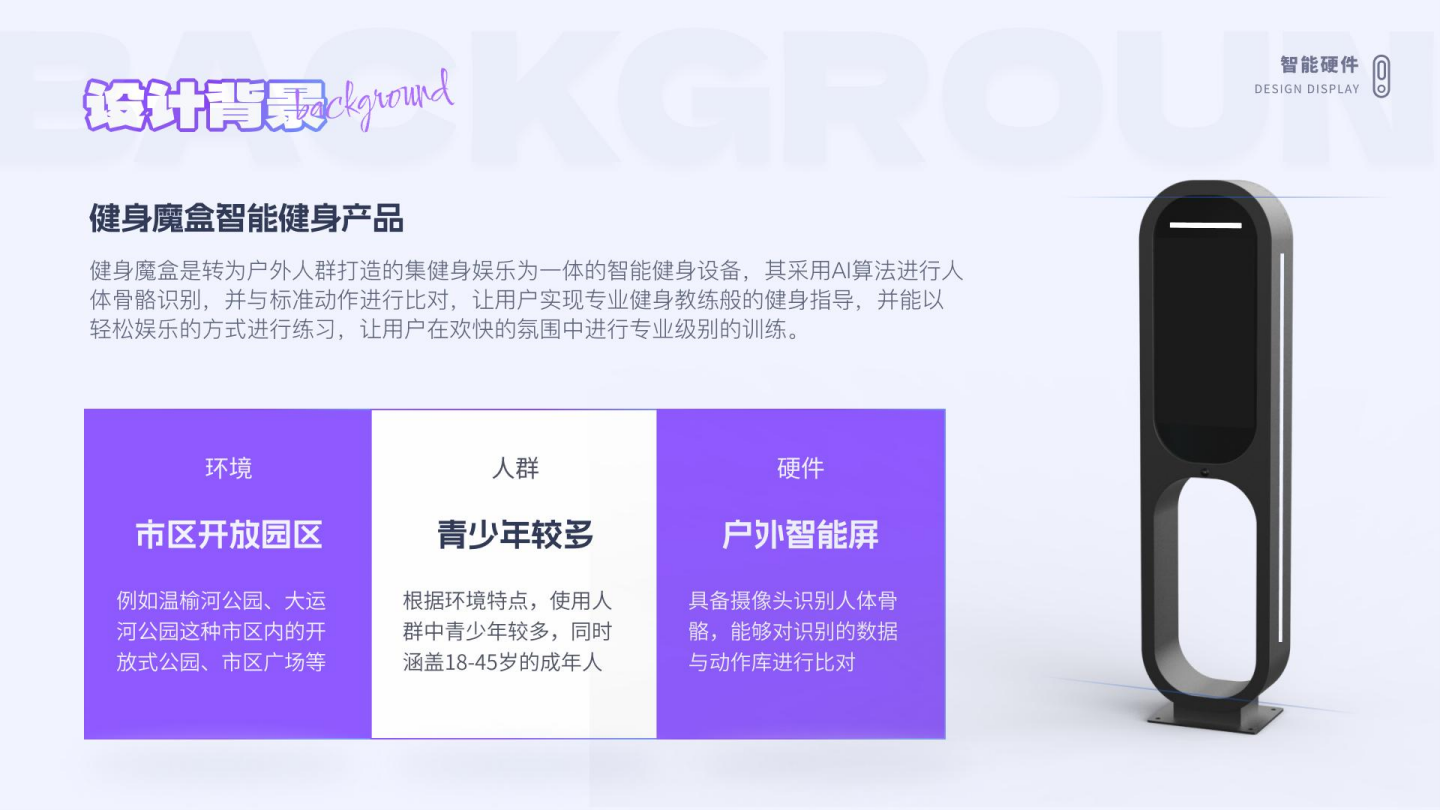 BACKGROUN
设计背景
background
智能硬件
DESIGN DISPLAY
健身魔盒智能健身产品
健身魔盒是转为户外人群打造的集健身娱乐为一体的智能健身设备，其采用AI算法进行人
体骨骼识别，并与标准动作进行比对，让用户实现专业健身教练般的健身指导，并能以
轻松娱乐的方式进行练习，让用户在欢快的氛围中进行专业级别的训练。
环境
市区开放园区
例如温榆河公园、大运
河公园这种市区内的开
放式公园、市区广场等
人群
青少年较多
根据环境特点，使用人
群中青少年较多，同时
涵盖18-45岁的成年人
硬件
户外智能屏
具备摄像头识别人体骨
骼，能够对识别的数据
与动作库进行比对